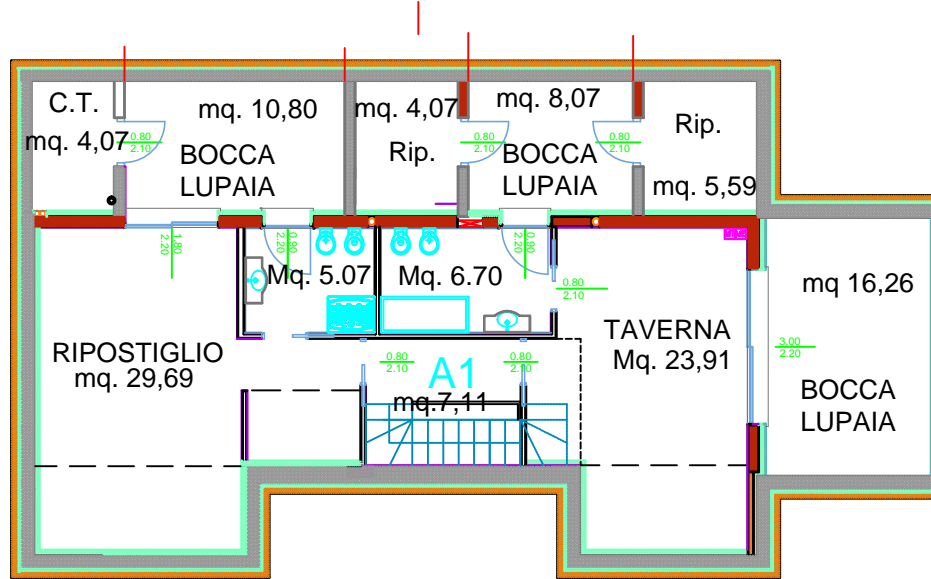 C.T.
mq. 4,07
mq. 10,80
BOCCA
LUPAIA
mq. 4,07
Rip.
mq. 8,07
BOCCA
LUPAIA
Rip.
mq. 5,59
0.80
2.10
0.80
2.10
0.80
2.10
1.80
2.20
0.80
2.20
0.80
2.20
Mq. 5.07
Mq. 6.70
0.80
2.10
mq 16,26
BOCCA
LUPAIA
3.00
2.20
RIPOSTIGLIO
mq. 29,69
TAVERNA
Mq. 23,91
0.80
2.10
0.80
2.10
A1
mq.7,11